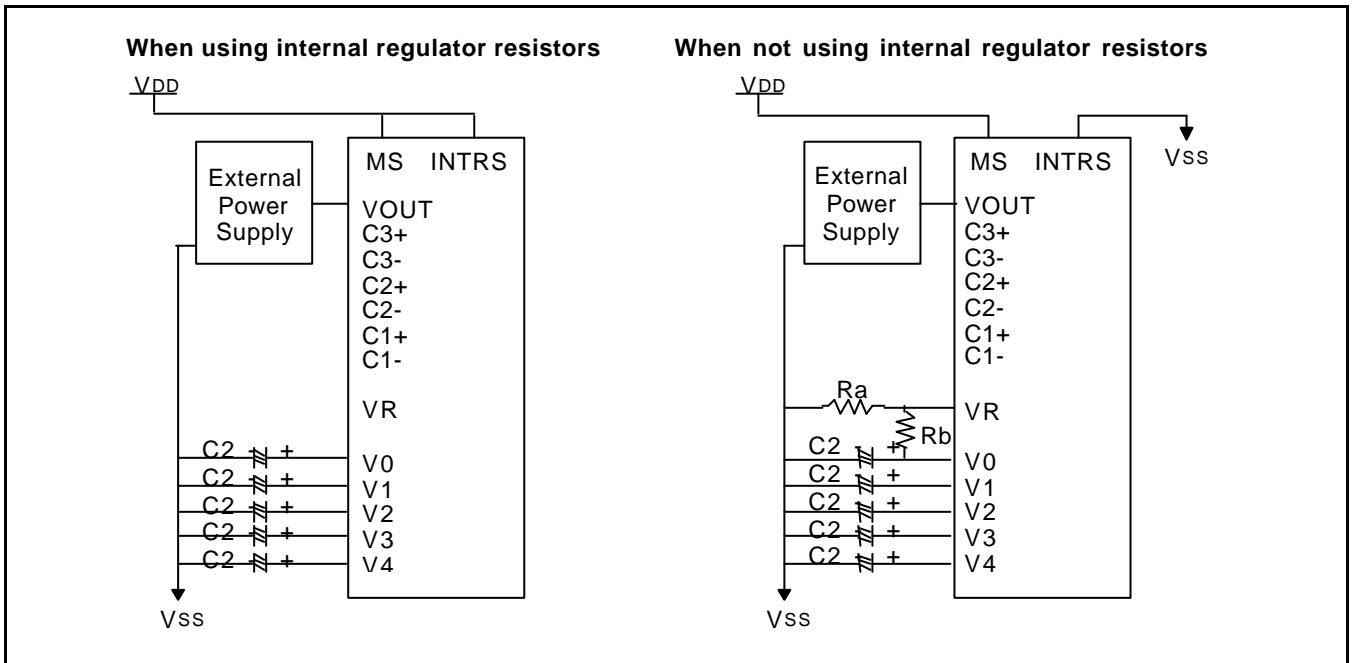 When using internal regulator resistors
VDD
External
Power
Supply
MS INTRS
VOUT
C3+
C3-
C2+
C2-
C1+
C1-
VR
C2 - +
V0
C2 - +
V1
C2 - +
V2
C2 - +
V3
C2 - +
V4
VSS
When not using internal regulator resistors
VDD
VSS
External
Power
Supply
MS INTRS
VOUT
C3+
C3-
C2+
C2-
C1+
C1-
Ra
VR
Rb
C2 - +
V0
C2 - +
V1
C2 - +
V2
C2 - +
V3
C2 - +
V4
VSS